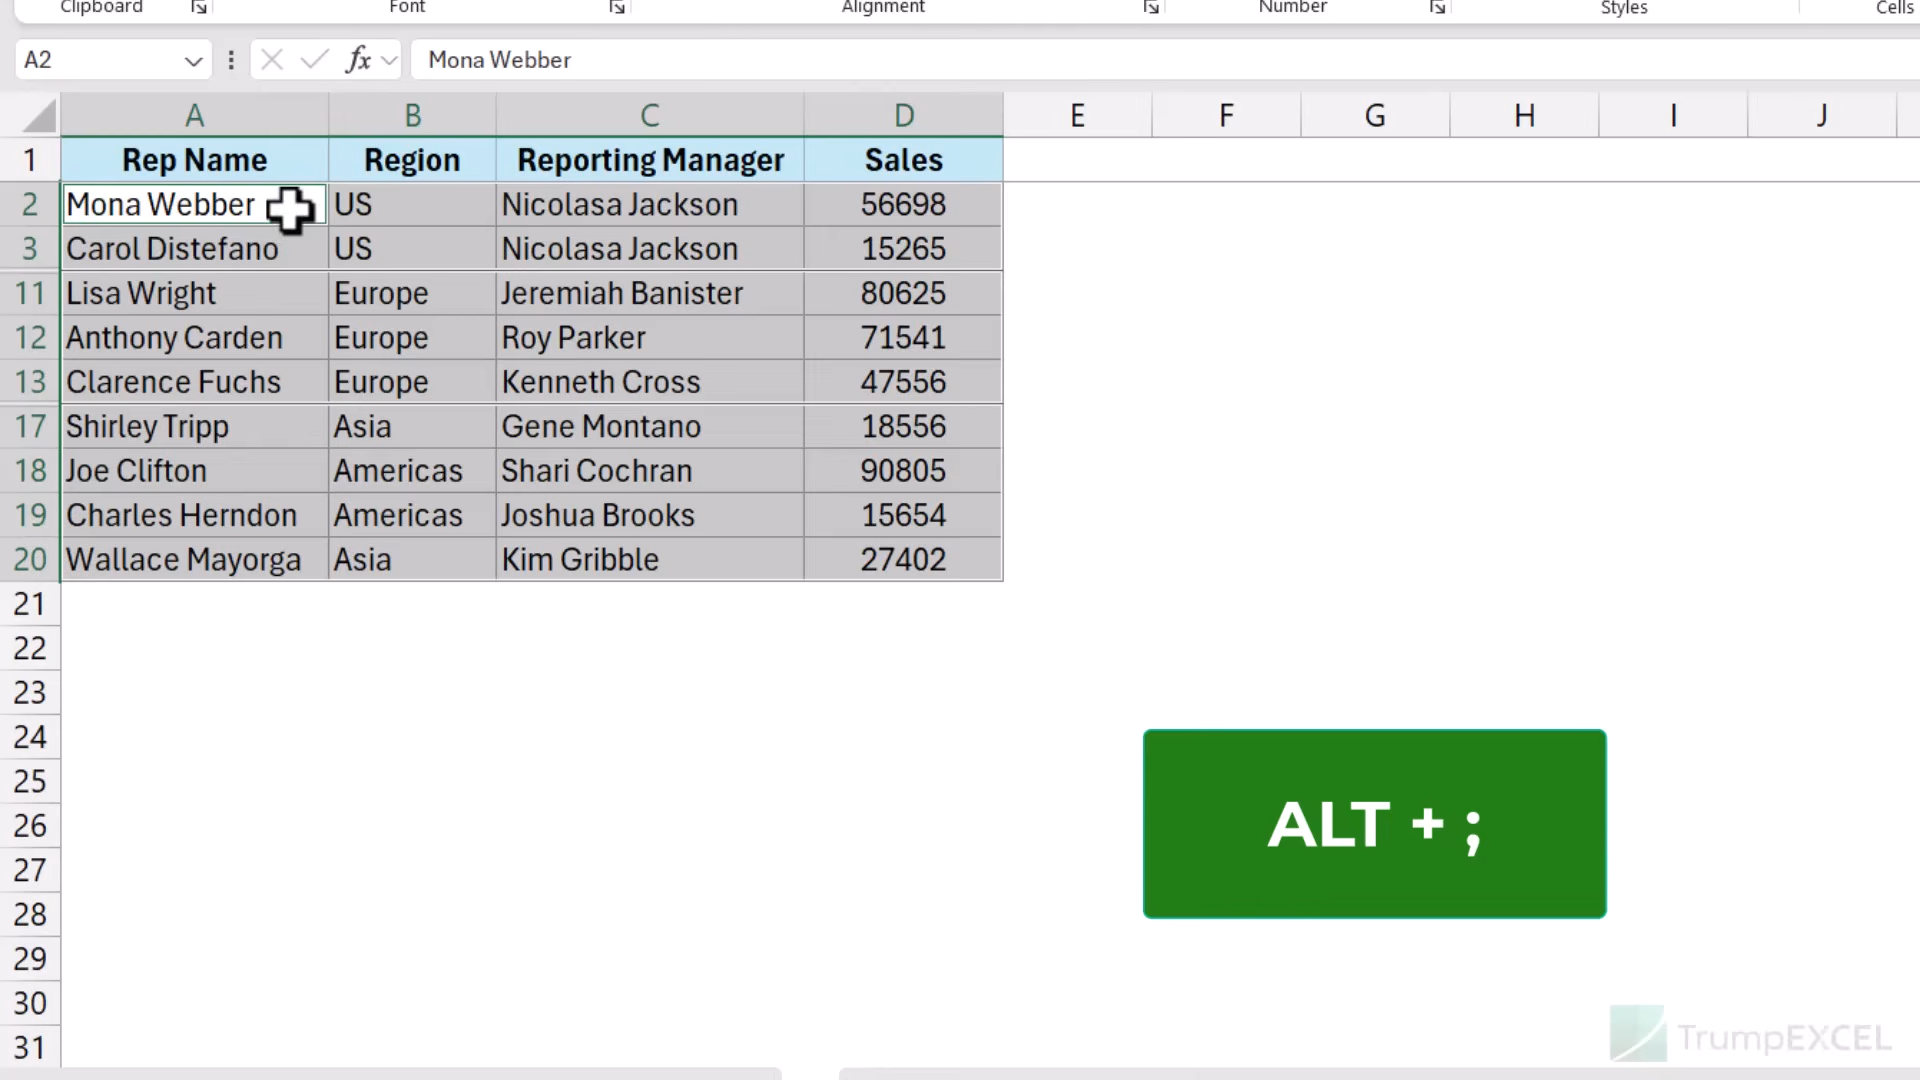 Clipboard Font Alignment Number Styles Cells
A2 fx Mona Webber
A B C D E F G H I J
1 Rep Name Region Reporting Manager Sales
2 Mona Webber US Nicolasa Jackson 56698
3 Carol Distefano US Nicolasa Jackson 15265
11 Lisa Wright Europe Jeremiah Banister 80625
12 Anthony Carden Europe Roy Parker 71541
13 Clarence Fuchs Europe Kenneth Cross 47556
17 Shirley Tripp Asia Gene Montano 18556
18 Joe Clifton Americas Shari Cochran 90805
19 Charles Herndon Americas Joshua Brooks 15654
20 Wallace Mayorga Asia Kim Gribble 27402
21
22
23
24
25
26 ALT + ;
27
28
29
30
31 TrumpEXCEL